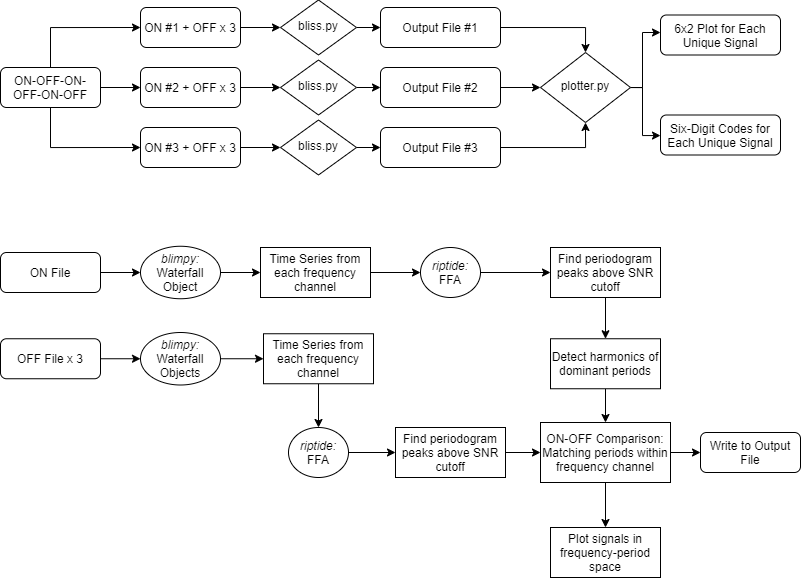 ON-OFF-ON-
OFF-ON-OFF
ON #1 + OFF x 3
bliss.py
Output File #1
ON #2 + OFF x 3
bliss.py
Output File #2
ON #3 + OFF x 3
bliss.py
Output File #3
plotter.py
6x2 Plot for Each
Unique Signal
Six-Digit Codes for
Each Unique Signal
ON File
blimpy:
Waterfall
Object
Time Series from
each frequency
channel
riptide:
FFA
Find periodogram
peaks above SNR
cutoff
Detect harmonics of
dominant periods
OFF File x 3
blimpy:
Waterfall
Objects
Time Series from
each frequency
channel
riptide:
FFA
Find periodogram
peaks above SNR
cutoff
ON-OFF Comparison:
Matching periods within
frequency channel
Write to Output
File
Plot signals in
frequency-period
space